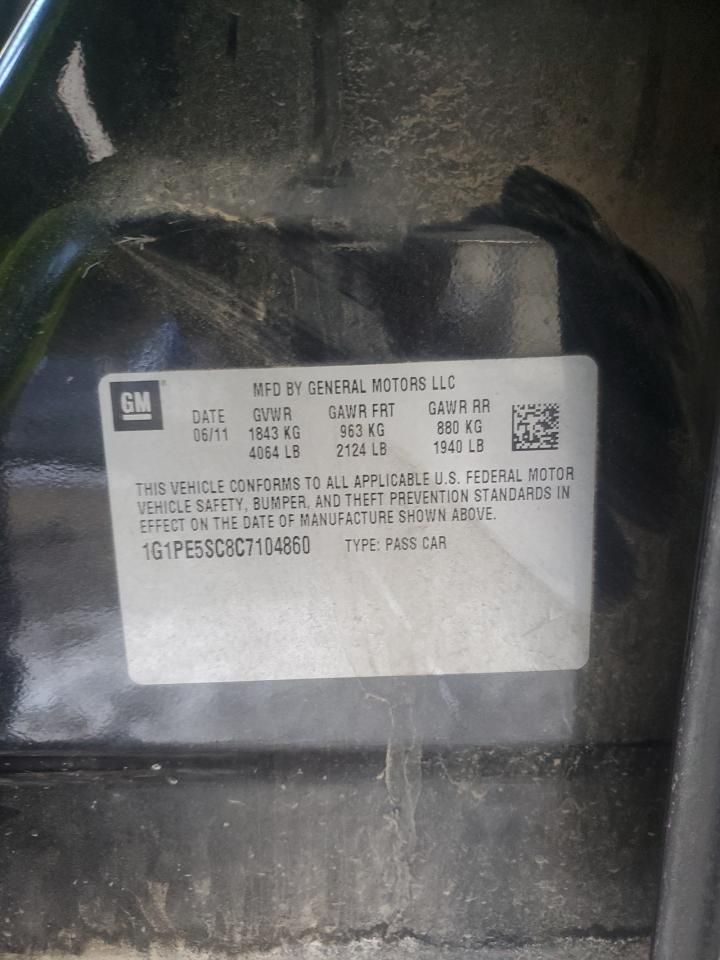 GM
MFD BY GENERAL MOTORS LLC
DATE GVWR GAWR FRT GAWR RR
06/11 1843 KG 963 KG 880 KG
4064 LB 2124 LB 1940 LB
THIS VEHICLE CONFORMS TO ALL APPLICABLE U.S. FEDERAL MOTOR
VEHICLE SAFETY, BUMPER, AND THEFT PREVENTION STANDARDS IN
EFFECT ON THE DATE OF MANUFACTURE SHOWN ABOVE.
1G1PE5SC8C7104860 TYPE: PASS CAR